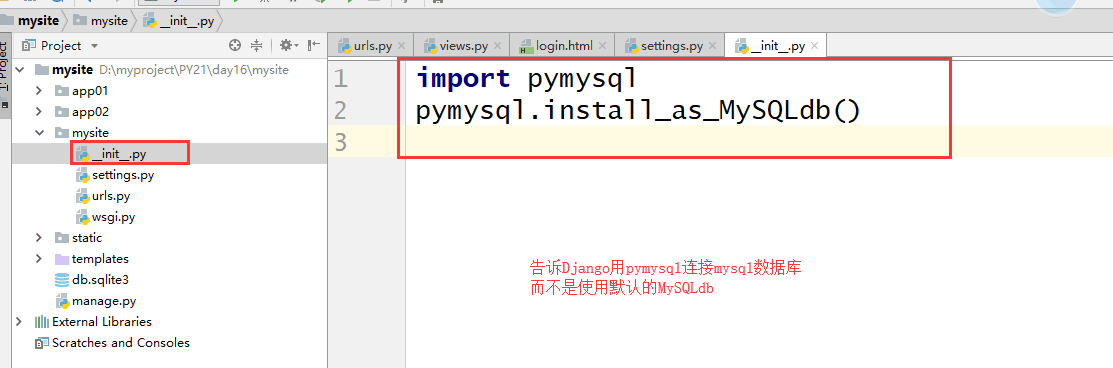 mysite mysite __init__.py
1: Project
Project
urls.py views.py login.html settings.py __init__.py
mysite D:\myproject\PY21\day16\mysite
app01
app02
mysite
__init__.py
settings.py
urls.py
wsgi.py
static
templates
db.sqlite3
manage.py
External Libraries
Scratches and Consoles
1 import pymysql
2 pymysql.install_as_MySQLdb()
3
告诉Django用pymysql连接mysql数据库
而不是使用默认的MySQLdb